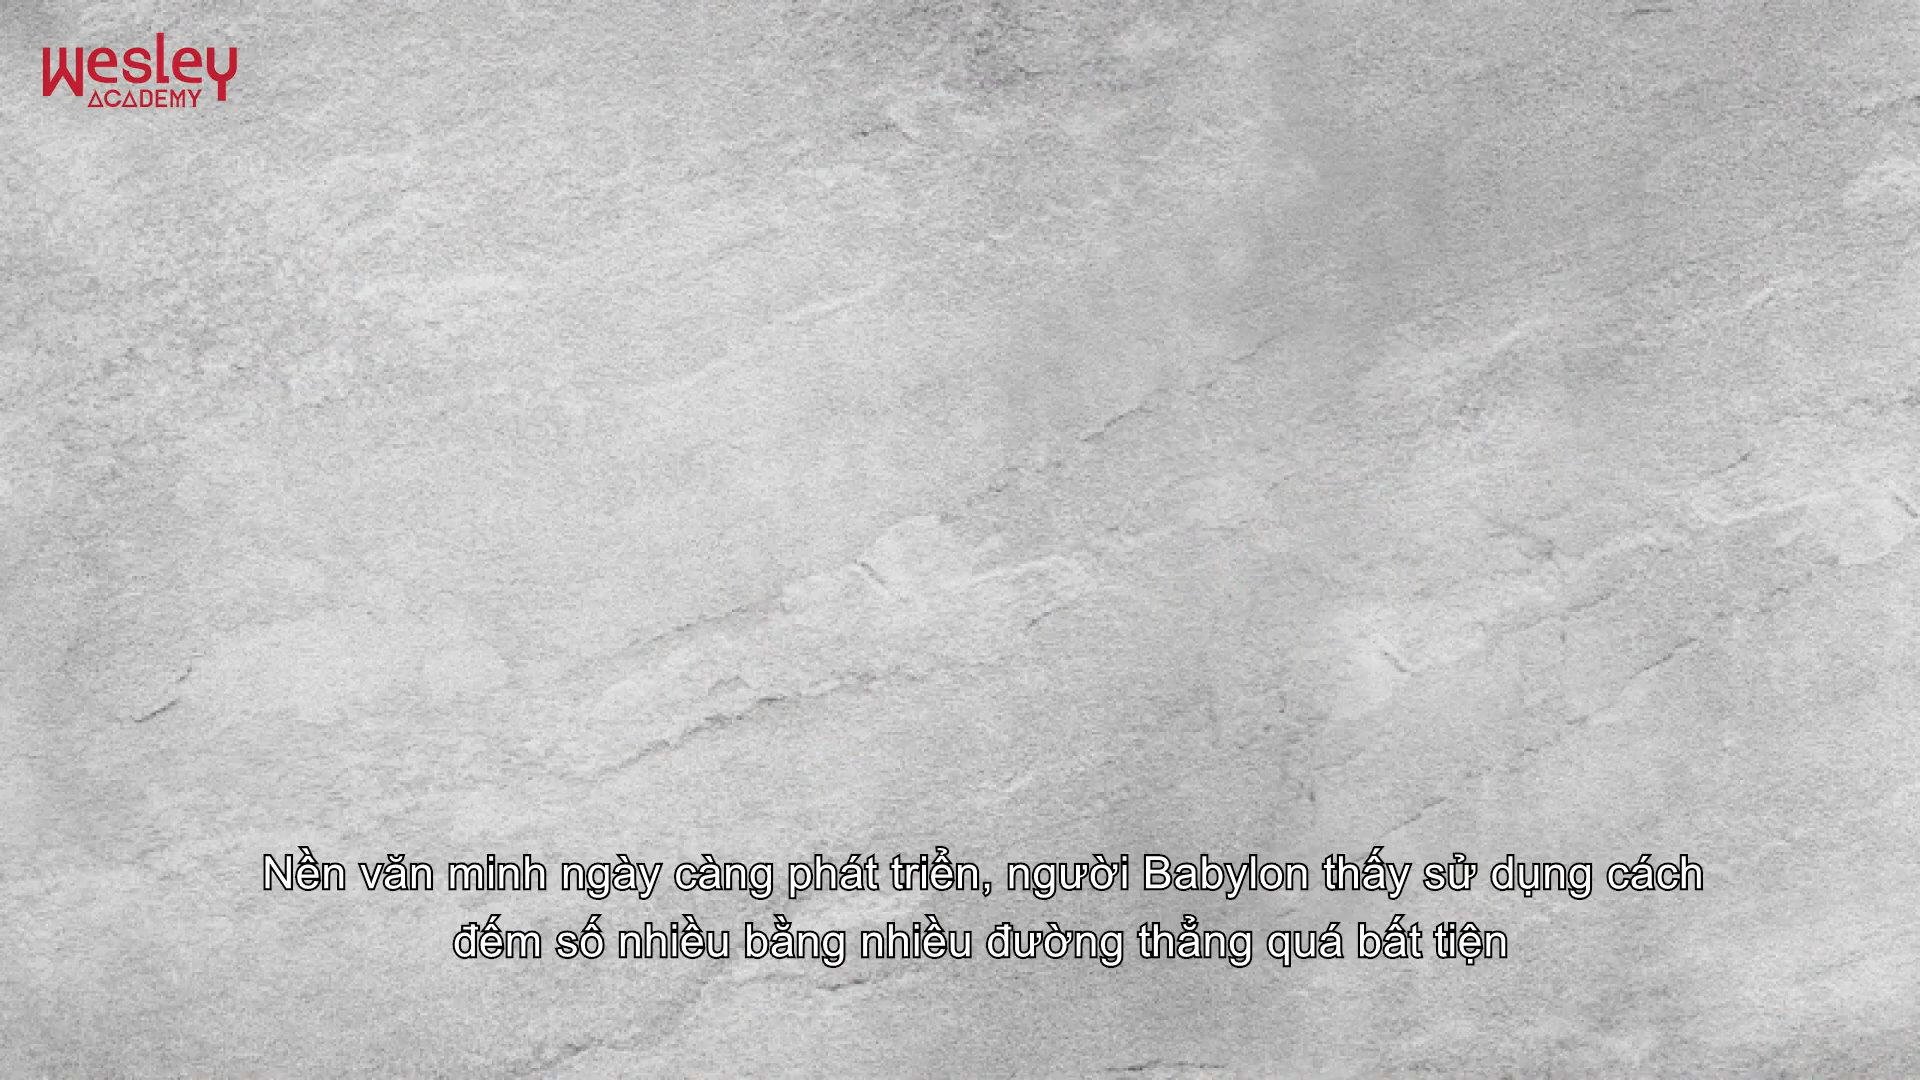 Wesley
ACADEMY
Nền văn minh ngày càng phát triển, người Babylon thấy sử dụng cách
đếm số nhiều bằng nhiều đường thẳng quá bất tiện